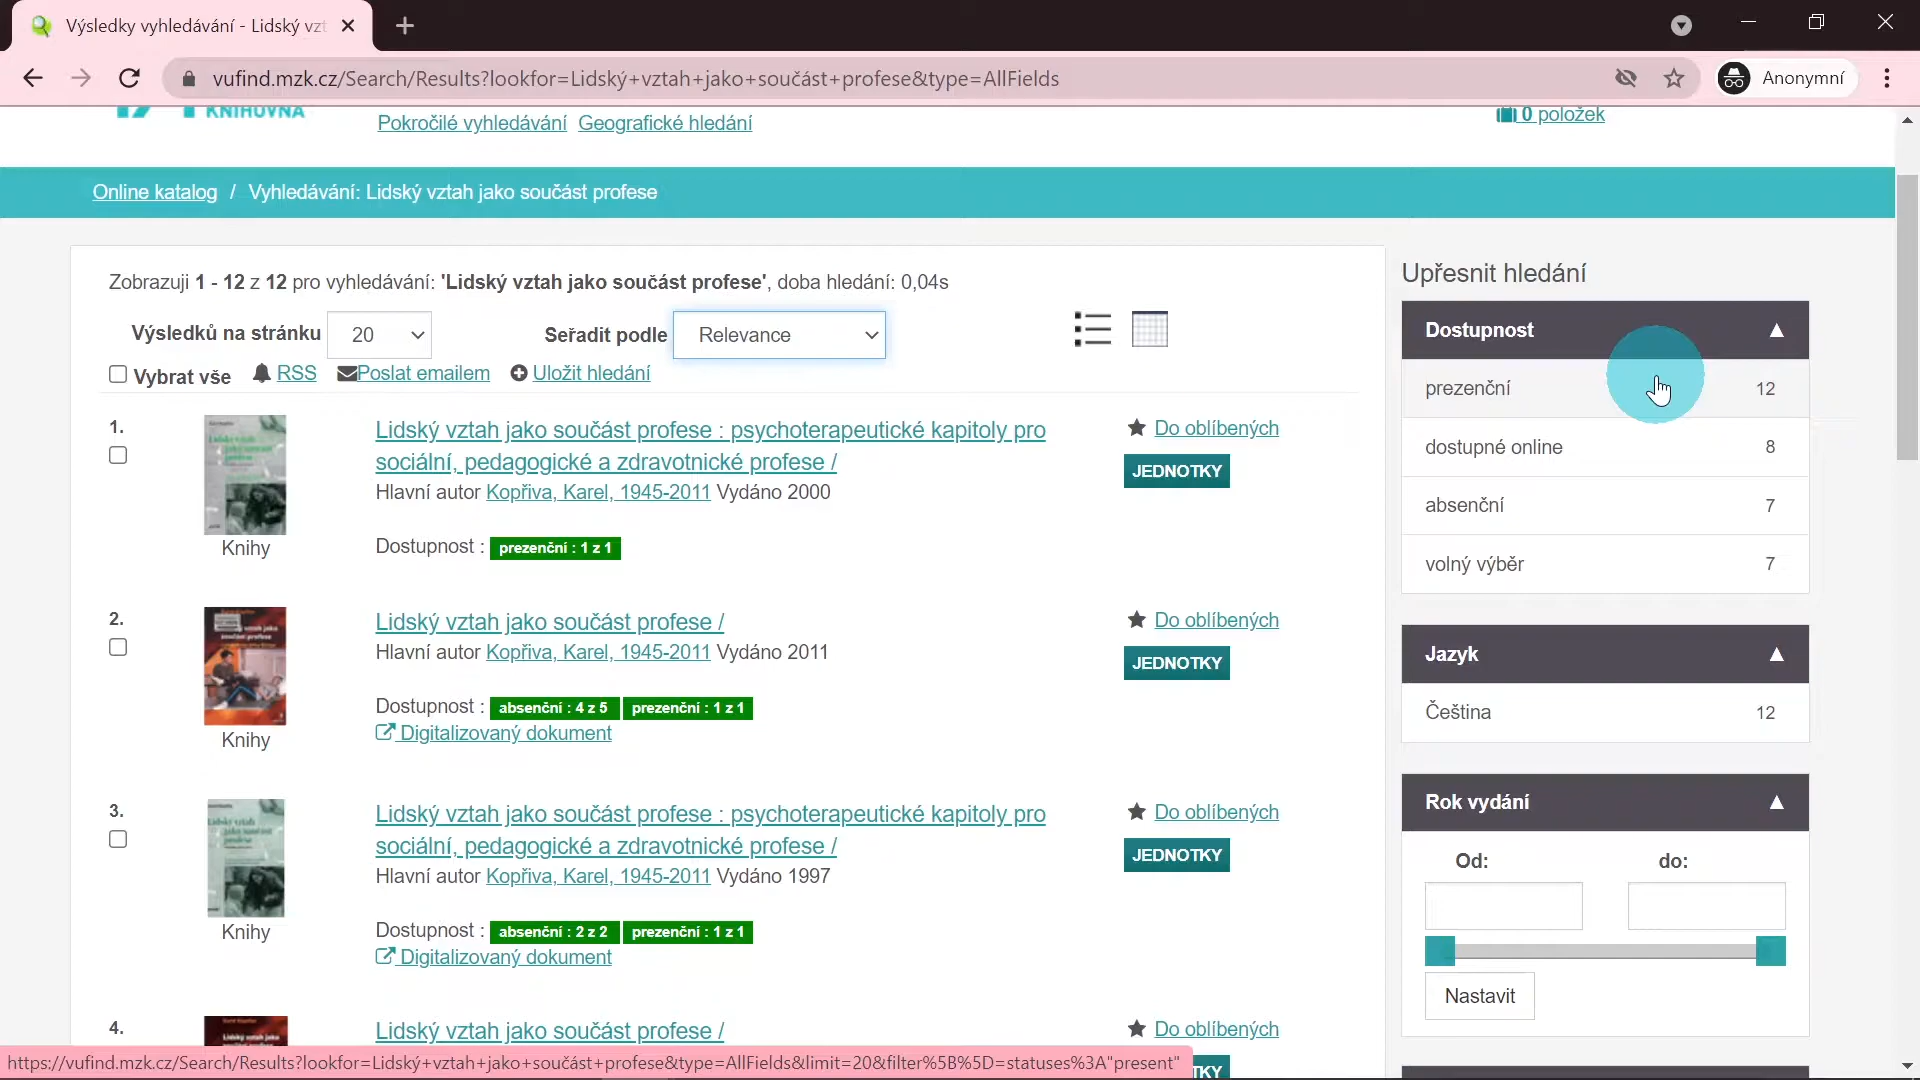 Výsledky vyhledávání - Lidský vzt
vufind.mzk.cz/Search/Results?lookfor=Lidský+vztah+jako+součást+profese&type=AllFields
Anonymní
KNIHOVNA
Pokročilé vyhledávání Geografické hledání
0 položek
Online katalog / Vyhledávání: Lidský vztah jako součást profese
Zobrazuji 1 - 12 z 12 pro vyhledávání: 'Lidský vztah jako součást profese', doba hledání: 0,04s
Výsledků na stránku 20 Seřadit podle Relevance
Vybrat vše RSS Poslat emailem Uložit hledání
1.
Lidský vztah jako součást profese : psychoterapeutické kapitoly pro
sociální, pedagogické a zdravotnické profese /
Hlavní autor Kopřiva, Karel, 1945-2011 Vydáno 2000
Dostupnost : prezenční : 1 z 1
Knihy
Do oblíbených
JEDNOTKY
2.
Lidský vztah jako součást profese /
Hlavní autor Kopřiva, Karel, 1945-2011 Vydáno 2011
Dostupnost : absenční : 4 z 5 prezenční : 1 z 1
Digitalizovaný dokument
Knihy
Do oblíbených
JEDNOTKY
3.
Lidský vztah jako součást profese : psychoterapeutické kapitoly pro
sociální, pedagogické a zdravotnické profese /
Hlavní autor Kopřiva, Karel, 1945-2011 Vydáno 1997
Dostupnost : absenční : 2 z 2 prezenční : 1 z 1
Digitalizovaný dokument
Knihy
Do oblíbených
JEDNOTKY
4.
Lidský vztah jako součást profese /
Do oblíbených
TKY
Upřesnit hledání
Dostupnost
prezenční 12
dostupné online 8
absenční 7
volný výběr 7
Jazyk
Čeština 12
Rok vydání
Od: do:
Nastavit
https://vufind.mzk.cz/Search/Results?lookfor=Lidský+vztah+jako+součást+profese&type=AllFields&limit=20&filter%5B%5D=statuses%3A"present"